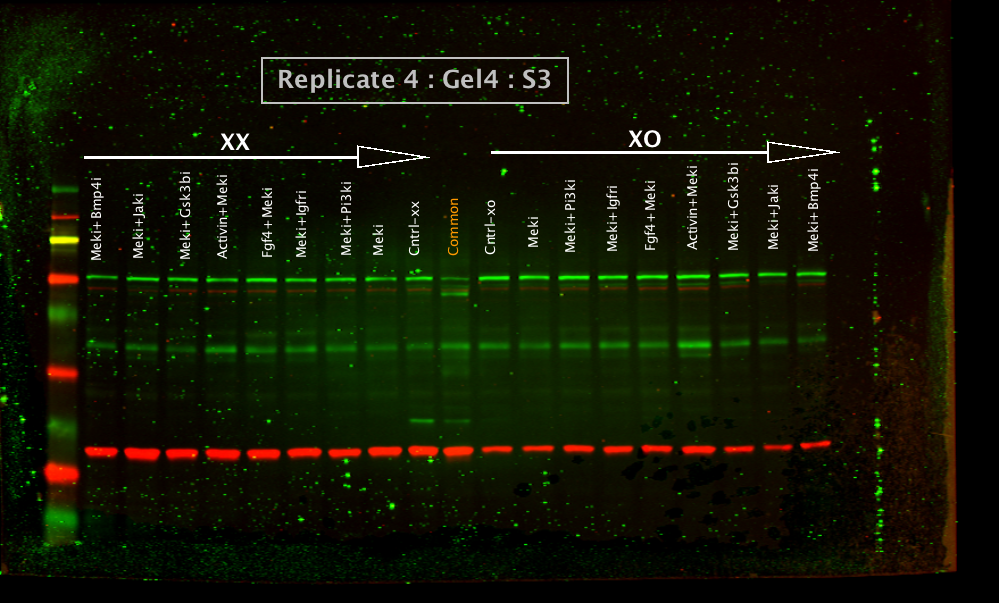 Replicate 4 : Gel4 : S3
XX
XO
Meki+Bmp4i
Meki+Jaki
Meki+Gsk3bi
Activin+Meki
Fgf4+Meki
Meki+Igfri
Meki+Pi3ki
Meki
Cntrl-xx
Common
Cntrl-xo
Meki
Meki+Pi3ki
Meki+Igfri
Fgf4+Meki
Activin+Meki
Meki+Gsk3bi
Meki+Jaki
Meki+Bmp4i